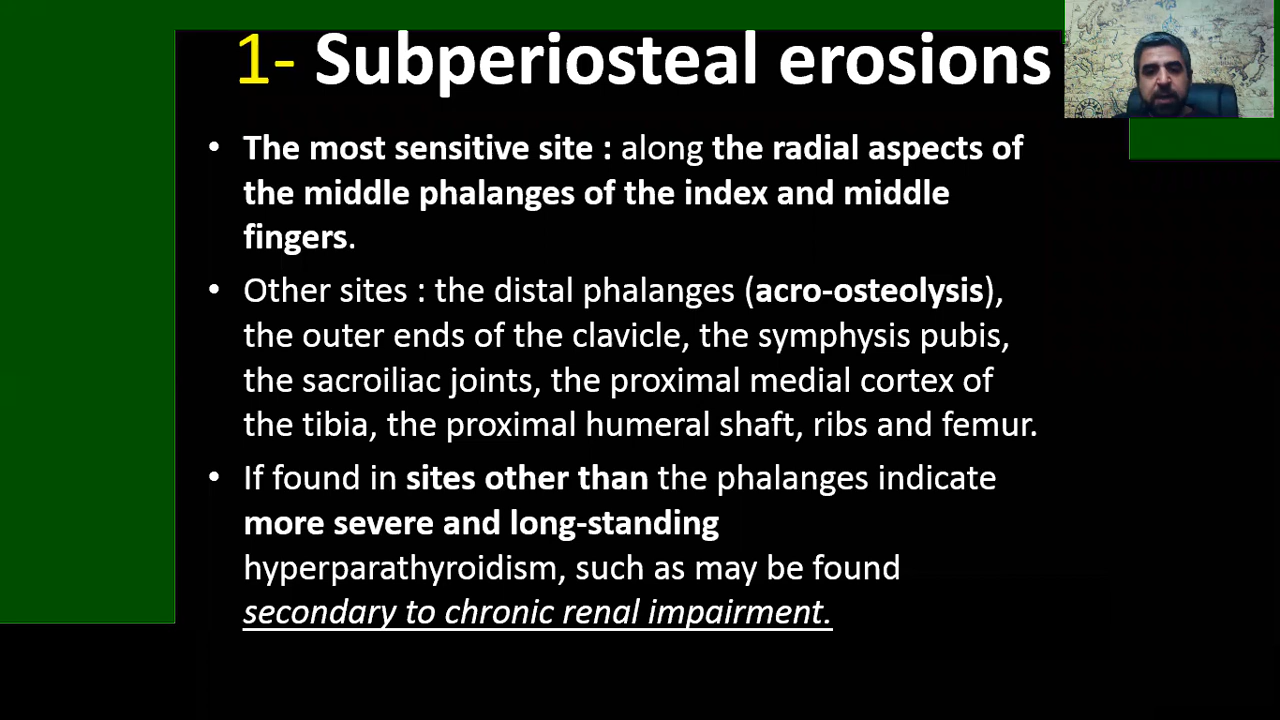 1- Subperiosteal erosions
• The most sensitive site : along the radial aspects of
the middle phalanges of the index and middle
fingers.
• Other sites : the distal phalanges (acro-osteolysis),
the outer ends of the clavicle, the symphysis pubis,
the sacroiliac joints, the proximal medial cortex of
the tibia, the proximal humeral shaft, ribs and femur.
• If found in sites other than the phalanges indicate
more severe and long-standing
hyperparathyroidism, such as may be found
secondary to chronic renal impairment.